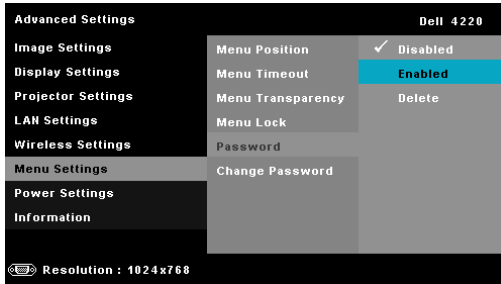 Advanced Settings
Dell 4220
Image Settings
Display Settings
Projector Settings
LAN Settings
Wireless Settings
Menu Settings
Power Settings
Information
Menu Position
Menu Timeout
Menu Transparency
Menu Lock
Password
Change Password
Disabled
Enabled
Delete
Resolution : 1024x768